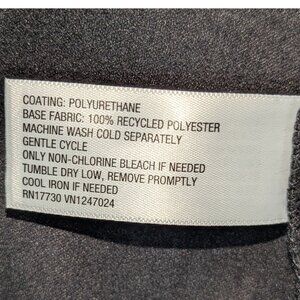 COATING: POLYURETHANE
BASE FABRIC: 100% RECYCLED POLYESTER
MACHINE WASH COLD SEPARATELY
GENTLE CYCLE
ONLY NON-CHLORINE BLEACH IF NEEDED
TUMBLE DRY LOW, REMOVE PROMPTLY
COOL IRON IF NEEDED
RN17730 VN1247024